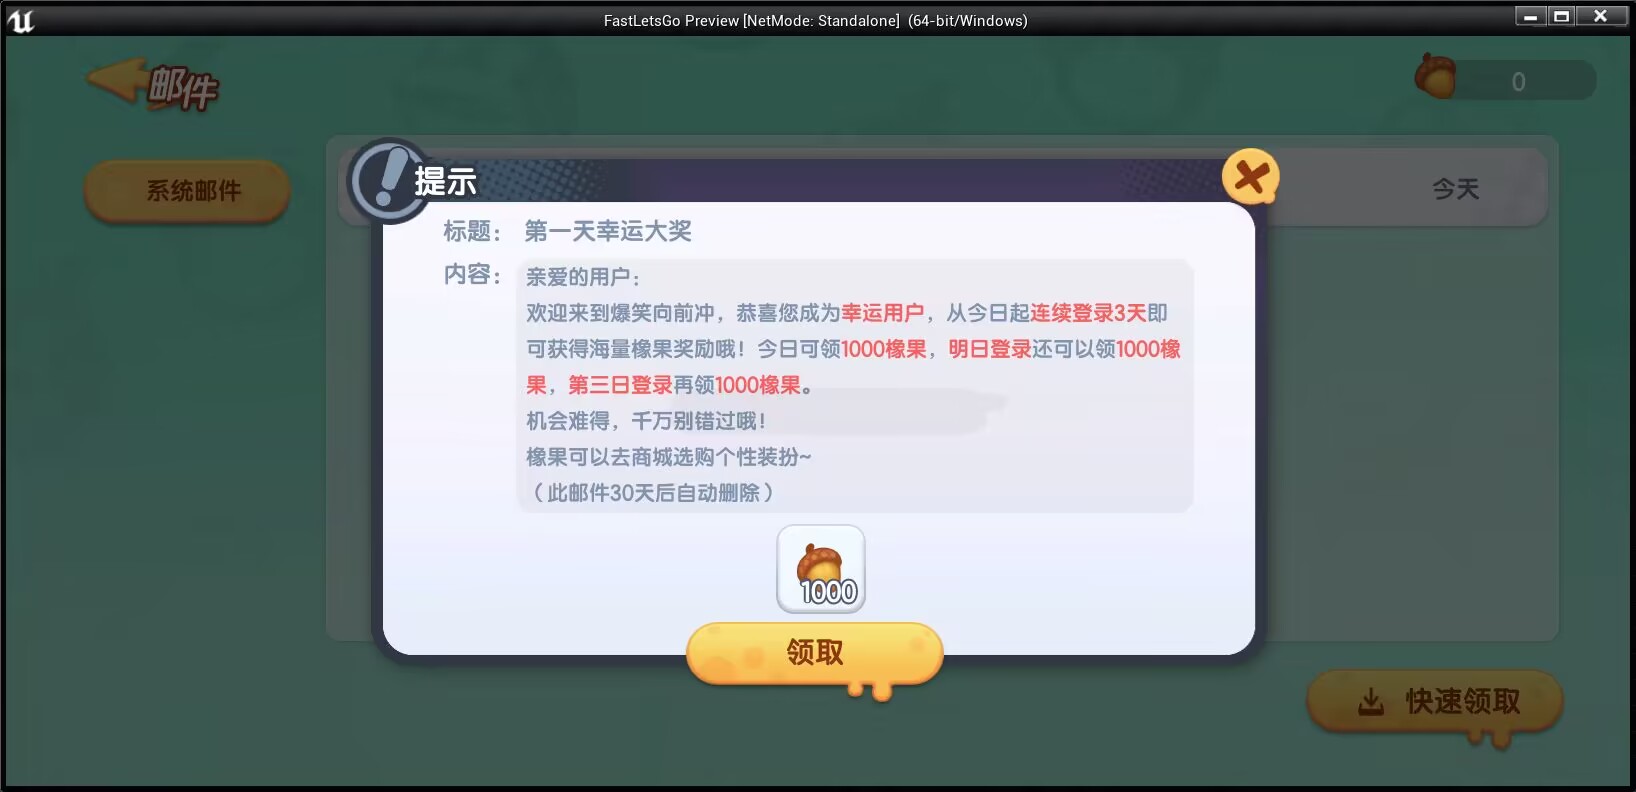 FastLetsGo Preview [NetMode: Standalone] (64-bit/Windows)
邮件
0
系统邮件
今天
提示
标题： 第一天幸运大奖
内容： 亲爱的用户：
欢迎来到爆笑向前冲，恭喜您成为幸运用户，从今日起连续登录3天即
可获得海量橡果奖励哦！今日可领1000橡果，明日登录还可以领1000橡
果，第三日登录再领1000橡果。
机会难得，千万别错过哦！
橡果可以去商城选购个性装扮~
（此邮件30天后自动删除）
1000
领取
快速领取